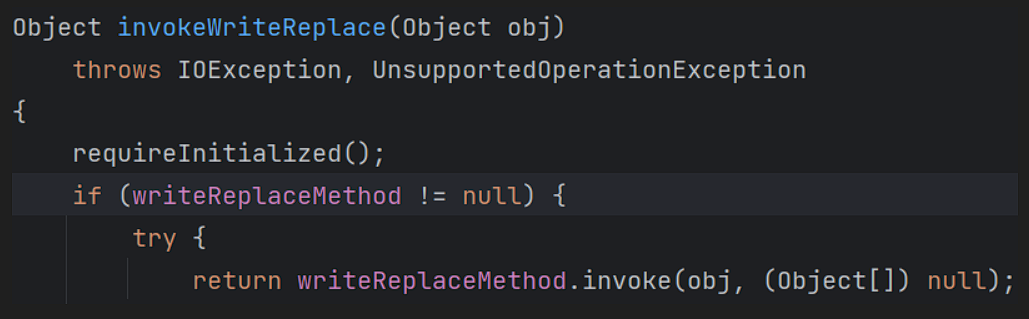 Object invokeWriteReplace(Object obj)
    throws IOException, UnsupportedOperationException
{
    requireInitialized();
    if (writeReplaceMethod != null) {
        try {
            return writeReplaceMethod.invoke(obj, (Object[]) null);